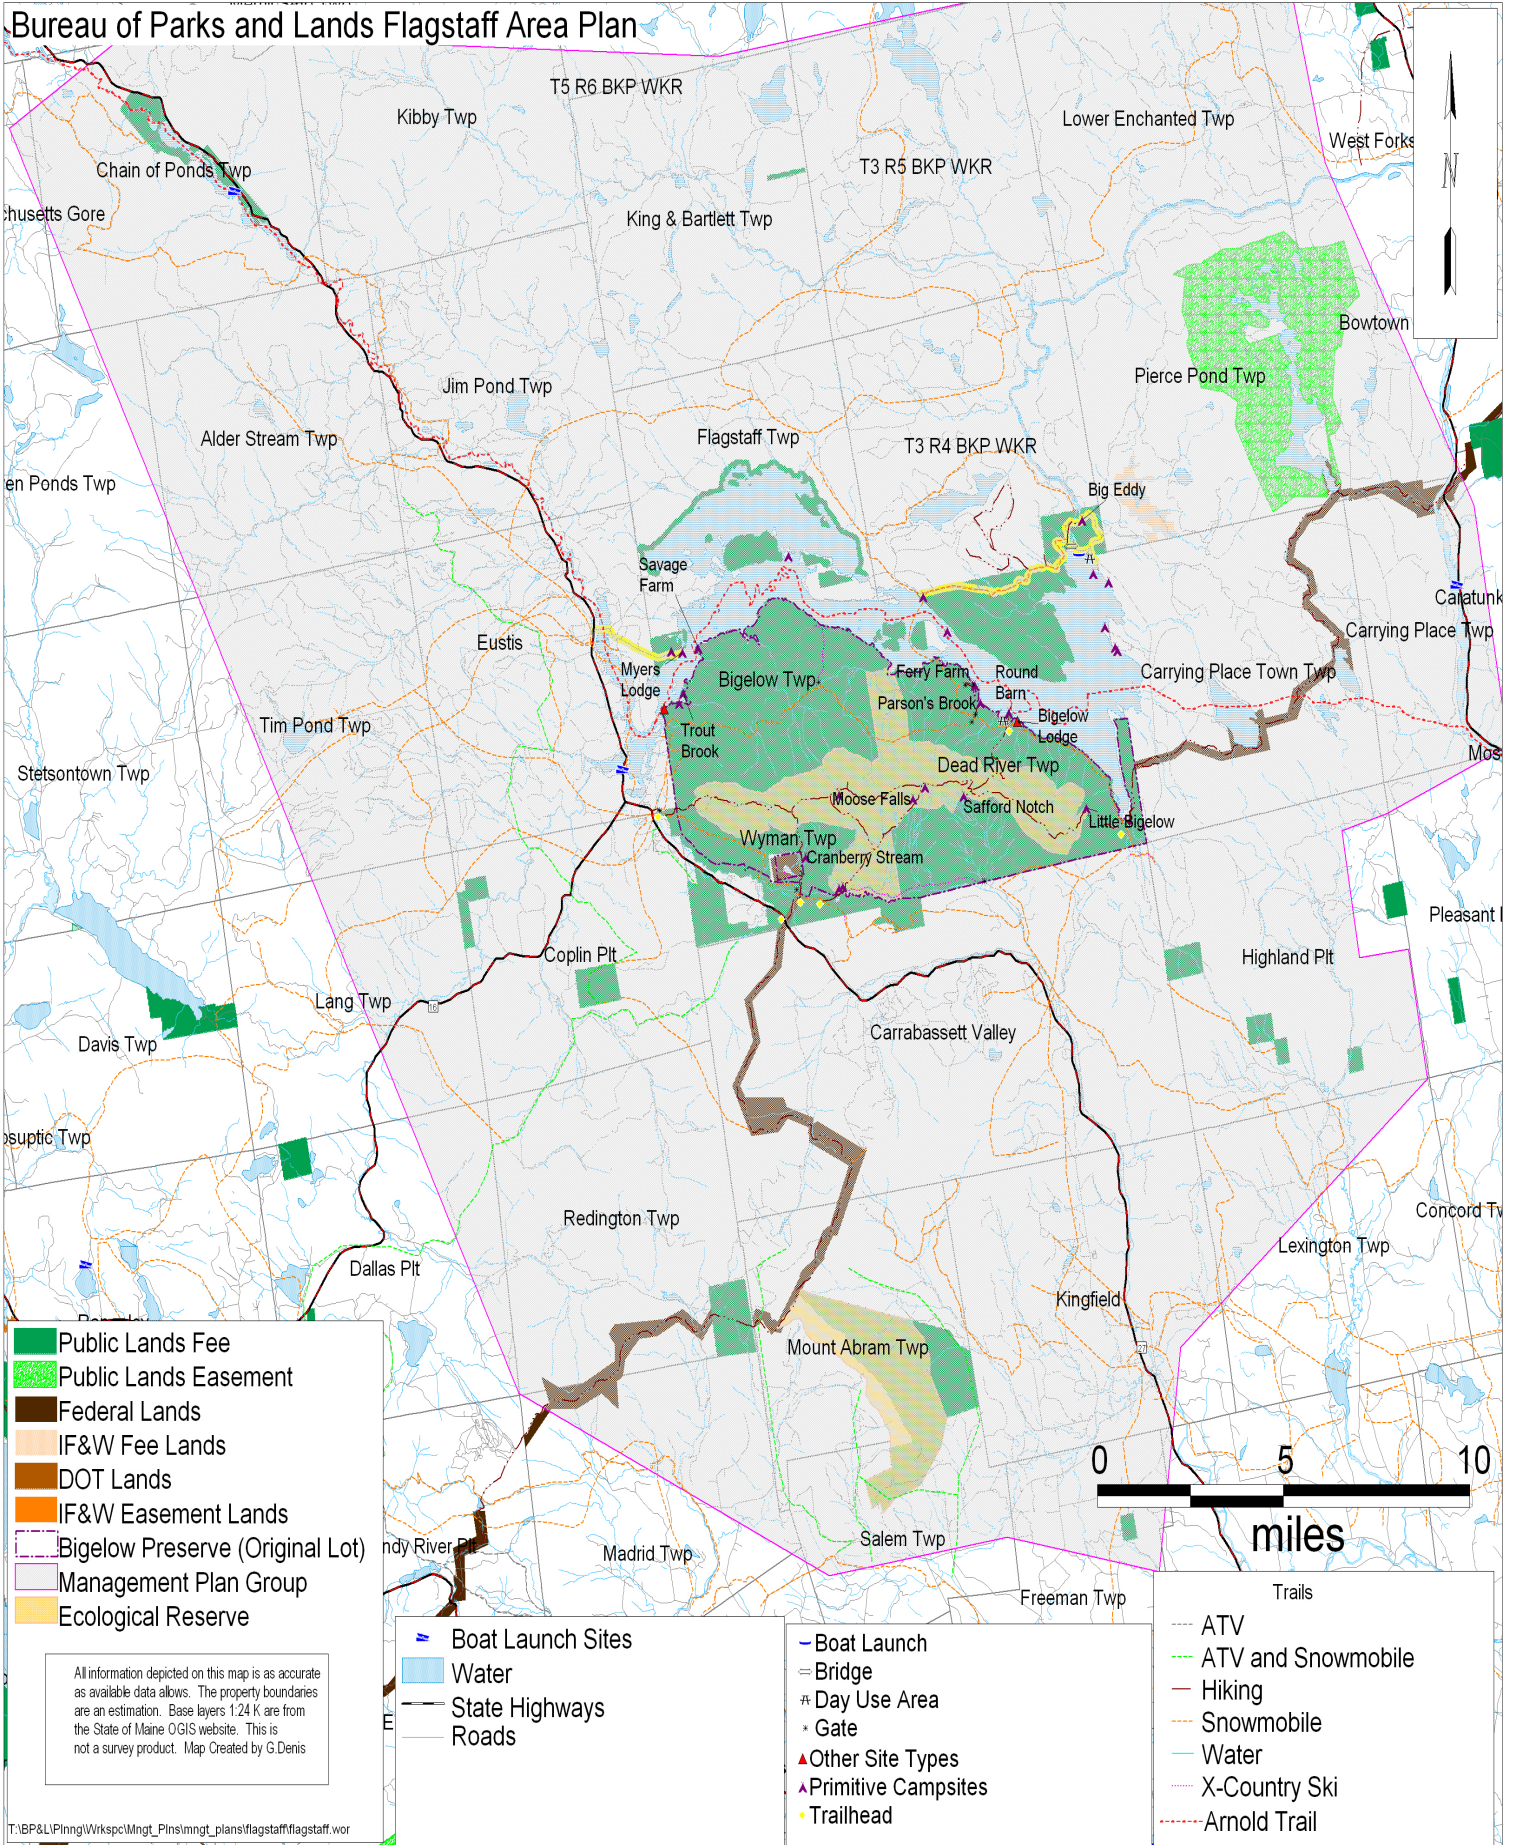 Bureau of Parks and Lands Flagstaff Area Plan
T5 R6 BKP WKR
Kibby Twp
Lower Enchanted Twp
West Forks
Chain of Ponds Twp
T3 R5 BKP WKR
N
chusetts Gore
King & Bartlett Twp
Bowtown
Pierce Pond Twp
Jim Pond Twp
Alder Stream Twp
Flagstaff Twp
T3 R4 BKP WKR
en Ponds Twp
Big Eddy
Savage
Farm
Caratunk
Carrying Place Twp
Eustis
Myers
Lodge
Bigelow Twp
Ferry Farm
Round
Barn
Carrying Place Town Twp
Parson's Brook
Bigelow
Lodge
Tim Pond Twp
Trout
Brook
Mos
Stetsontown Twp
Dead River Twp
Moose Falls
Safford Notch
Little Bigelow
Wyman Twp
Cranberry Stream
Pleasant
Coplin Plt
Highland Plt
Lang Twp
16
Davis Twp
Carrabassett Valley
osuptic Twp
Redington Twp
Concord Tw
Lexington Twp
Dallas Plt
Kingfield
Mount Abram Twp
27
0 5 10
miles
Salem Twp
ndy River Plt
Madrid Twp
Freeman Twp
Public Lands Fee
Public Lands Easement
Federal Lands
IF&W Fee Lands
DOT Lands
IF&W Easement Lands
Bigelow Preserve (Original Lot)
Management Plan Group
Ecological Reserve
All information depicted on this map is as accurate
as available data allows. The property boundaries
are an estimation. Base layers 1:24 K are from
the State of Maine OGIS website. This is
not a survey product. Map Created by G.Denis
T:\BP&L\Plnng\Wrkspc\Mngt_Plns\mngt_plans\flagstaff\flagstaff.wor
E
Boat Launch Sites
Water
State Highways
Roads
Boat Launch
Bridge
Day Use Area
Gate
Other Site Types
Primitive Campsites
Trailhead
Trails
ATV
ATV and Snowmobile
Hiking
Snowmobile
Water
X-Country Ski
Arnold Trail